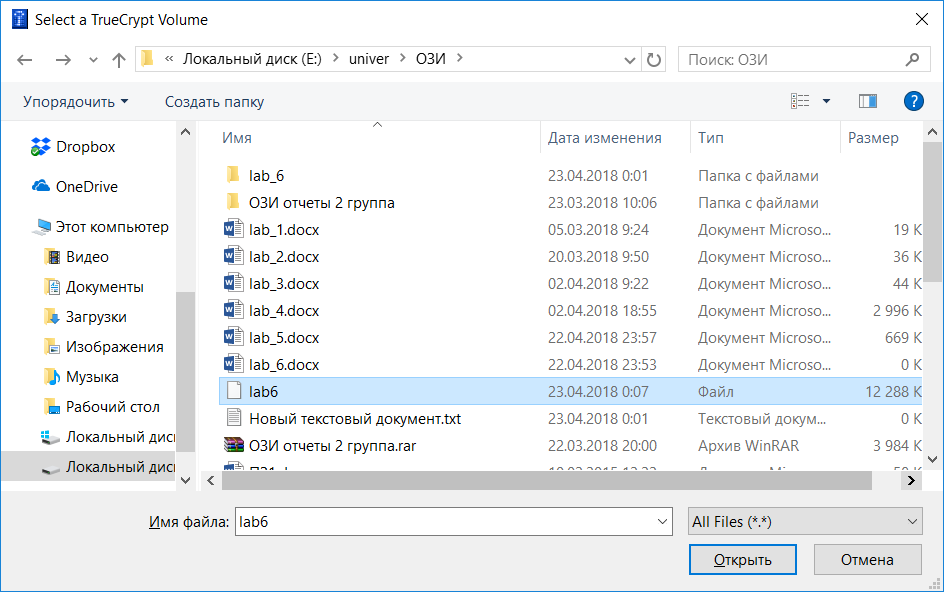 Select a TrueCrypt Volume
« Локальный диск (E:) > univer > ОЗИ >
Поиск: ОЗИ
Упорядочить
Создать папку
?
Имя Дата изменения Тип Размер
Dropbox
OneDrive
Этот компьютер
Видео
Документы
Загрузки
Изображения
Музыка
Рабочий стол
Локальный дис
Локальный дис
lab_6 23.04.2018 0:01 Папка с файлами
ОЗИ отчеты 2 группа 23.03.2018 10:06 Папка с файлами
lab_1.docx 05.03.2018 9:24 Документ Microso... 19 К
lab_2.docx 20.03.2018 9:50 Документ Microso... 36 К
lab_3.docx 02.04.2018 9:22 Документ Microso... 44 К
lab_4.docx 02.04.2018 18:55 Документ Microso... 2 996 К
lab_5.docx 22.04.2018 23:57 Документ Microso... 669 К
lab_6.docx 22.04.2018 23:53 Документ Microso... 0 К
lab6 23.04.2018 0:07 Файл 12 288 К
Новый текстовый документ.txt 23.04.2018 0:01 Текстовый докум... 0 К
ОЗИ отчеты 2 группа.rar 22.03.2018 20:00 Архив WinRAR 3 984 К
Имя файла: lab6
All Files (*.*)
Открыть
Отмена